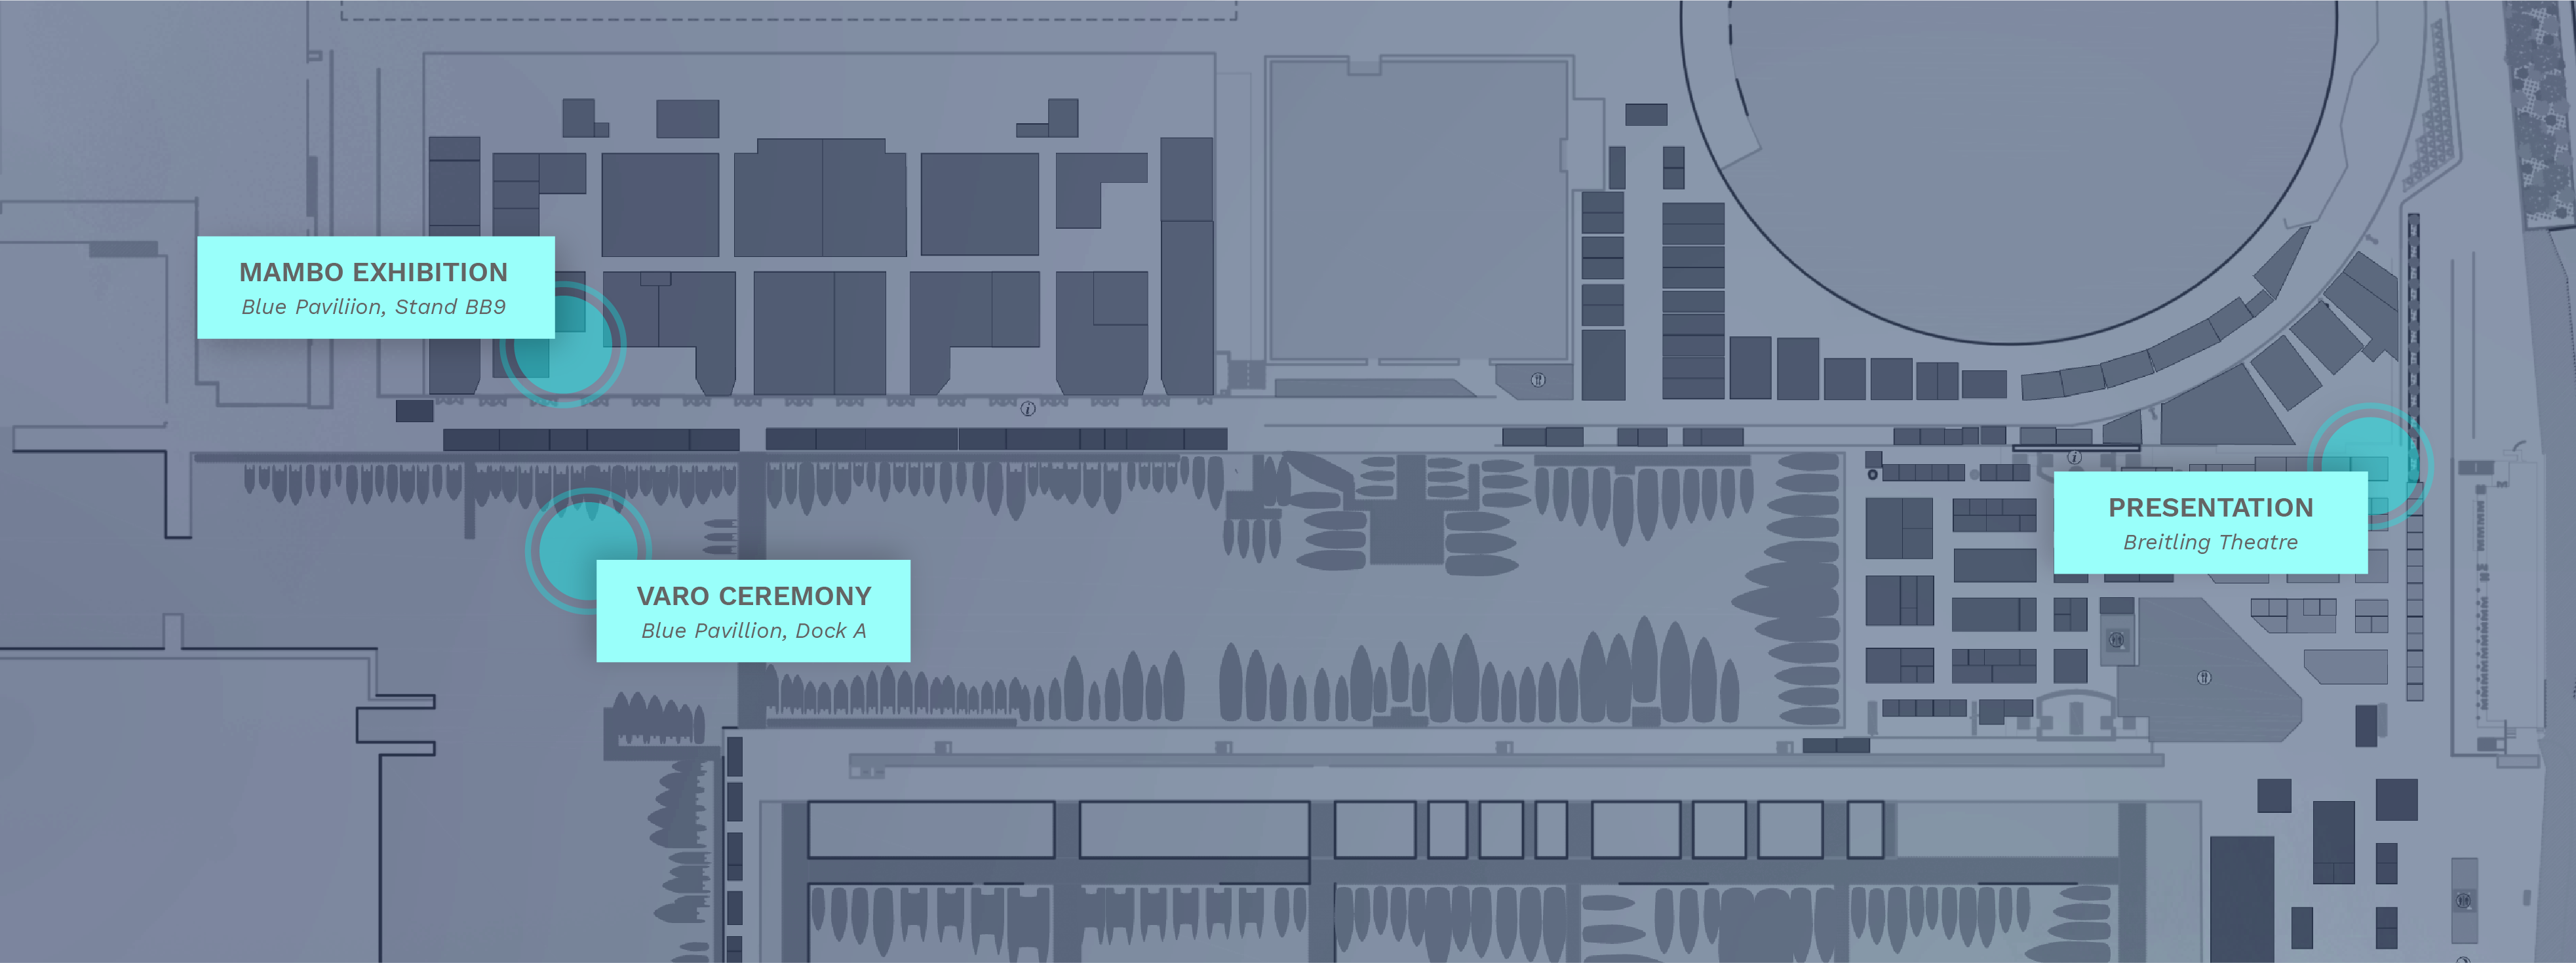 MAMBO EXHIBITION
Blue Paviliion, Stand BB9
VARO CEREMONY
Blue Pavillion, Dock A
PRESENTATION
Breitling Theatre
i
i